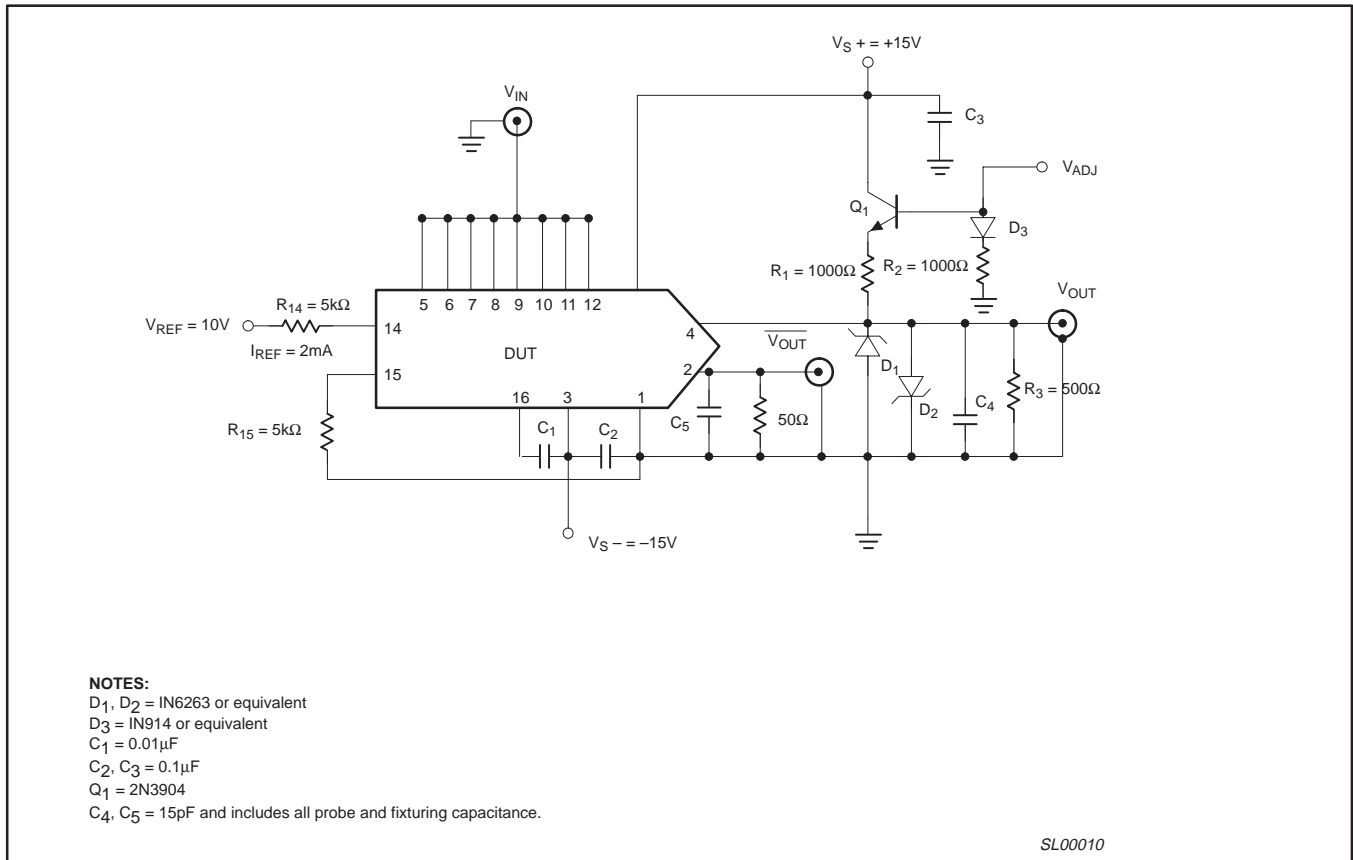 V_S + = +15V
V_IN
C_3
V_ADJ
Q_1
D_3
R_1 = 1000Ω
R_2 = 1000Ω
V_OUT
5 6 7 8 9 10 11 12
R_14 = 5kΩ
V_REF = 10V
14
4
I_REF = 2mA
V_OUT
DUT
D_1
15
2
R_3 = 500Ω
D_2
C_4
16 3 1
C_5
50Ω
R_15 = 5kΩ
C_1
C_2
V_S – = –15V
NOTES:
D_1, D_2 = IN6263 or equivalent
D_3 = IN914 or equivalent
C_1 = 0.01µF
C_2, C_3 = 0.1µF
Q_1 = 2N3904
C_4, C_5 = 15pF and includes all probe and fixturing capacitance.
SL00010